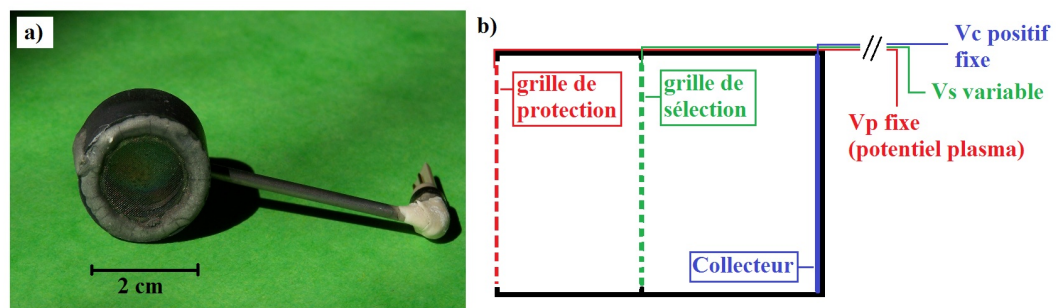 a)
2 cm
b)
grille de
protection
grille de
sélection
Collecteur
Vc positif
fixe
Vs variable
Vp fixe
(potentiel plasma)